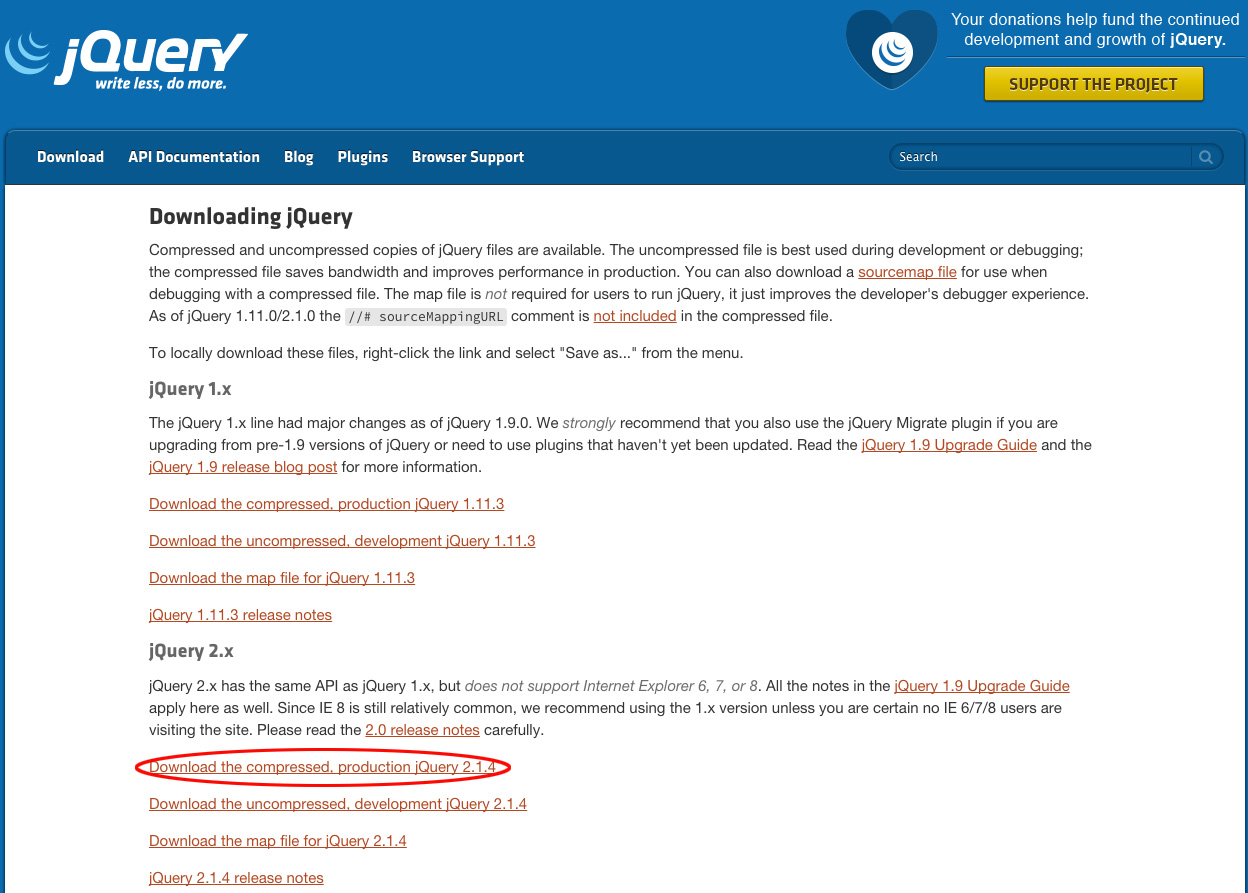 jQuery
write less, do more.
Your donations help fund the continued
development and growth of jQuery.
SUPPORT THE PROJECT
Download API Documentation Blog Plugins Browser Support Search
Downloading jQuery
Compressed and uncompressed copies of jQuery files are available. The uncompressed file is best used during development or debugging;
the compressed file saves bandwidth and improves performance in production. You can also download a sourcemap file for use when
debugging with a compressed file. The map file is not required for users to run jQuery, it just improves the developer's debugger experience.
As of jQuery 1.11.0/2.1.0 the //# sourceMappingURL comment is not included in the compressed file.
To locally download these files, right-click the link and select "Save as..." from the menu.
jQuery 1.x
The jQuery 1.x line had major changes as of jQuery 1.9.0. We strongly recommend that you also use the jQuery Migrate plugin if you are
upgrading from pre-1.9 versions of jQuery or need to use plugins that haven't yet been updated. Read the jQuery 1.9 Upgrade Guide and the
jQuery 1.9 release blog post for more information.
Download the compressed, production jQuery 1.11.3
Download the uncompressed, development jQuery 1.11.3
Download the map file for jQuery 1.11.3
jQuery 1.11.3 release notes
jQuery 2.x
jQuery 2.x has the same API as jQuery 1.x, but does not support Internet Explorer 6, 7, or 8. All the notes in the jQuery 1.9 Upgrade Guide
apply here as well. Since IE 8 is still relatively common, we recommend using the 1.x version unless you are certain no IE 6/7/8 users are
visiting the site. Please read the 2.0 release notes carefully.
Download the compressed, production jQuery 2.1.4
Download the uncompressed, development jQuery 2.1.4
Download the map file for jQuery 2.1.4
jQuery 2.1.4 release notes